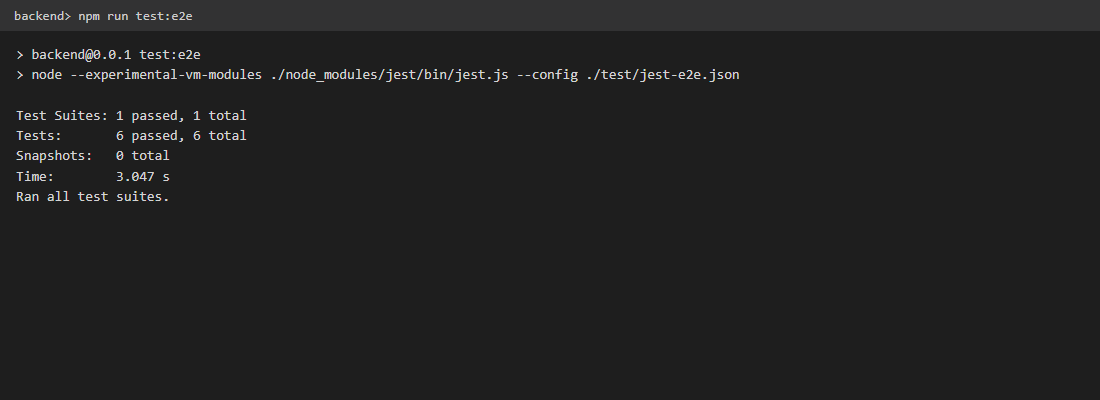 backend> npm run test:e2e
> backend@0.0.1 test:e2e
> node --experimental-vm-modules ./node_modules/jest/bin/jest.js --config ./test/jest-e2e.json
Test Suites: 1 passed, 1 total
Tests:       6 passed, 6 total
Snapshots:   0 total
Time:        3.047 s
Ran all test suites.